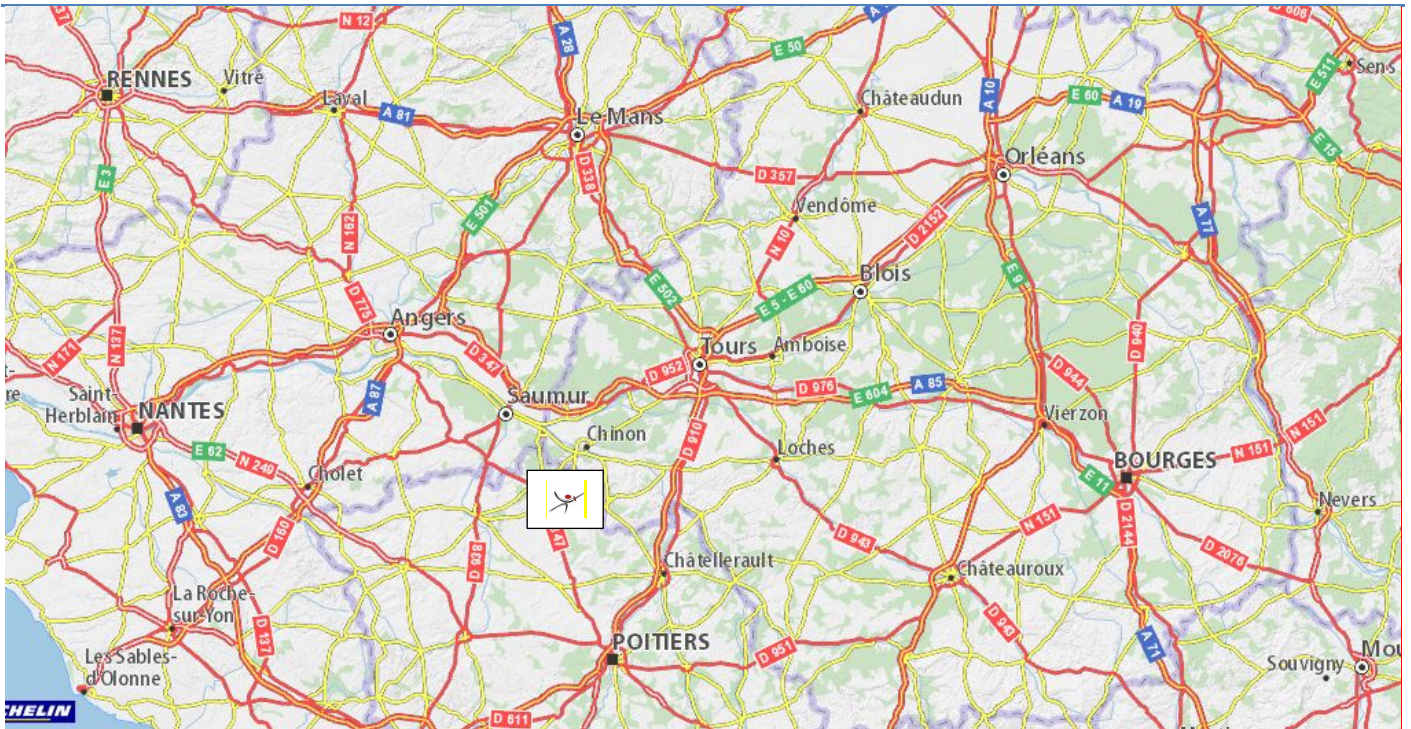 N 12
A 28
E 50
E 511
Sens
RENNES
Vitré
Laval
A 81
Le Mans
Châteaudun
A 10
E 60
A 19
E 15
E 3
D 338
D 357
Orléans
N 162
E 501
Vendôme
N 10
D 2152
A 77
E 9
Blois
E 502
E 5 - E 60
D 775
Angers
N 137
N 171
D 347
Tours
Amboise
D 940
D 952
D 976
E 604
A 85
D 944
A 87
Saint-
Herblain
NANTES
Saumur
Vierzon
Chinon
D 910
Loches
E 62
N 249
Cholet
BOURGES
N 151
N 151
E 11
Nevers
A 83
D 160
D 938
47
D 943
N 151
D 2144
D 2076
Châtellerault
Châteauroux
La Roche-
sur-Yon
D 137
POITIERS
D 951
D 943
A 71
Les Sables-
d'Olonne
Souvigny
Mou
CHELIN
D 611